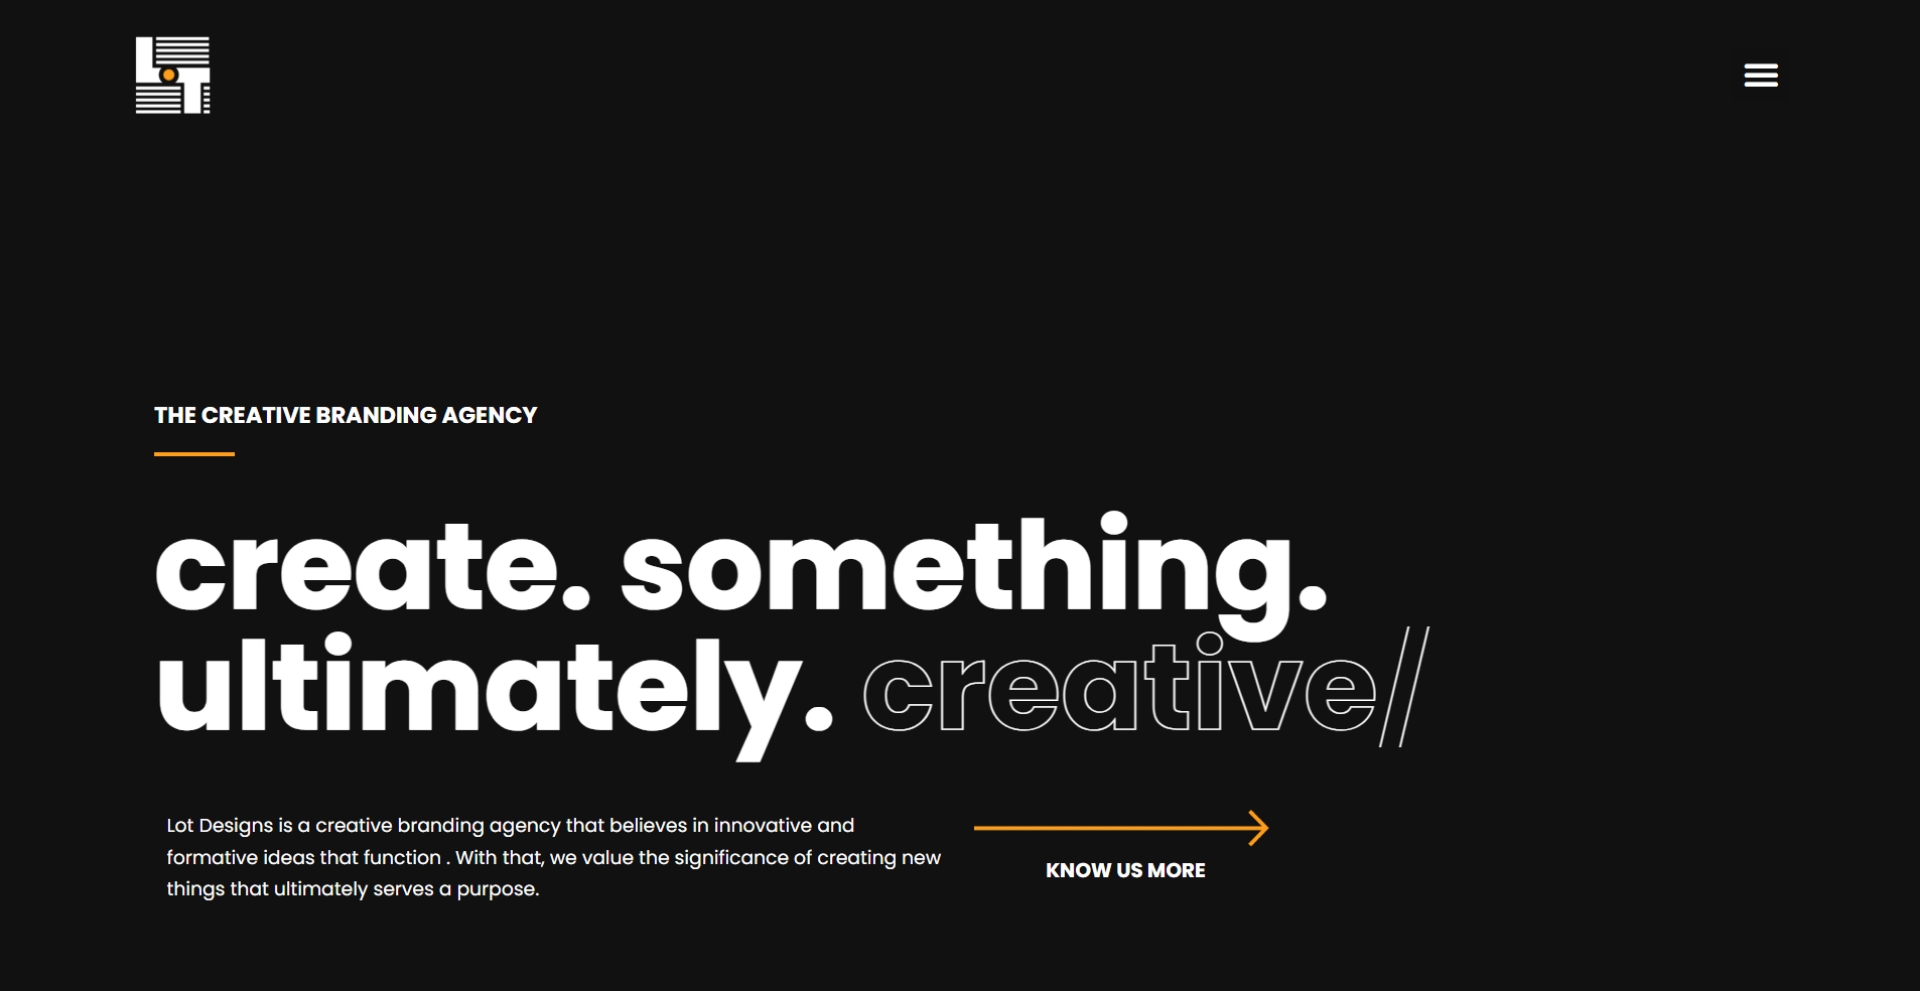 LOT
THE CREATIVE BRANDING AGENCY
create. something.
ultimately. creative//
Lot Designs is a creative branding agency that believes in innovative and
formative ideas that function . With that, we value the significance of creating new
things that ultimately serves a purpose.
KNOW US MORE